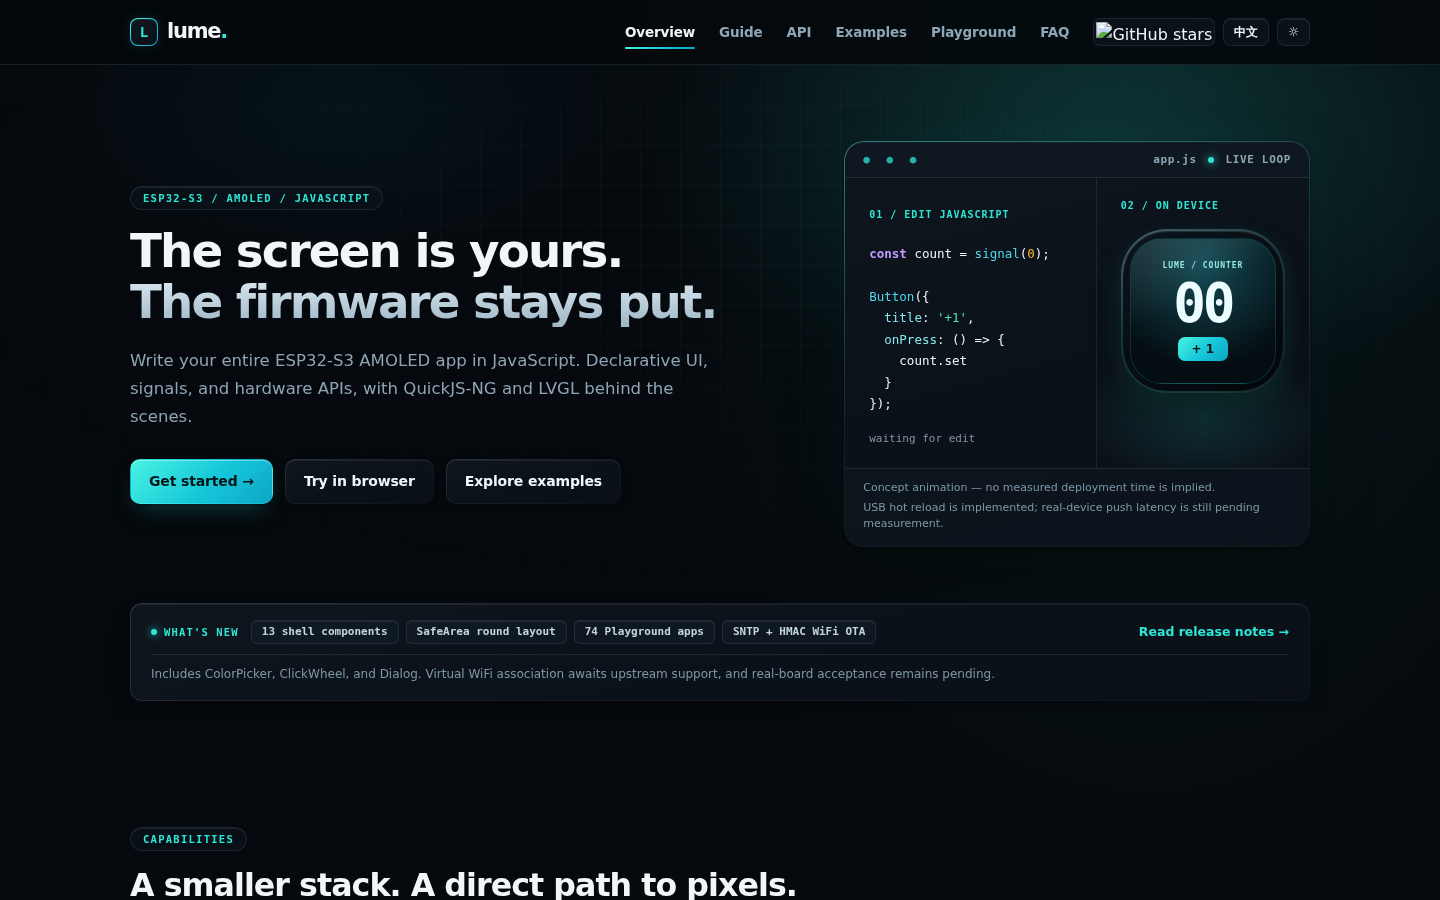 L lume.
Overview Guide API Examples Playground FAQ GitHub stars 中文
ESP32-S3 / AMOLED / JAVASCRIPT
The screen is yours.
The firmware stays put.
Write your entire ESP32-S3 AMOLED app in JavaScript. Declarative UI,
signals, and hardware APIs, with QuickJS-NG and LVGL behind the
scenes.
Get started →
Try in browser
Explore examples
app.js LIVE LOOP
01 / EDIT JAVASCRIPT
const count = signal(0);
Button({
title: '+1',
onPress: () => {
count.set
}
});
waiting for edit
02 / ON DEVICE
LUME / COUNTER
00
+ 1
Concept animation — no measured deployment time is implied.
USB hot reload is implemented; real-device push latency is still pending
measurement.
WHAT'S NEW 13 shell components SafeArea round layout 74 Playground apps SNTP + HMAC WiFi OTA Read release notes →
Includes ColorPicker, ClickWheel, and Dialog. Virtual WiFi association awaits upstream support, and real-board acceptance remains pending.
CAPABILITIES
A smaller stack. A direct path to pixels.